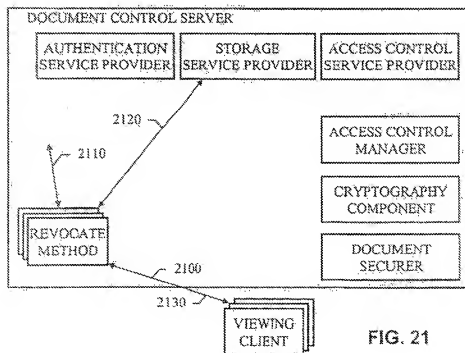 DOCUMENT CONTROL SERVER
AUTHENTICATION
SERVICE PROVIDER
STORAGE
SERVICE PROVIDER
ACCESS CONTROL
SERVICE PROVIDER
2120
2110
ACCESS CONTROL
MANAGER
CRYPTOGRAPHY
COMPONENT
REVOCATE
METHOD
DOCUMENT
SECURER
2100
2130
VIEWING
CLIENT
FIG. 21